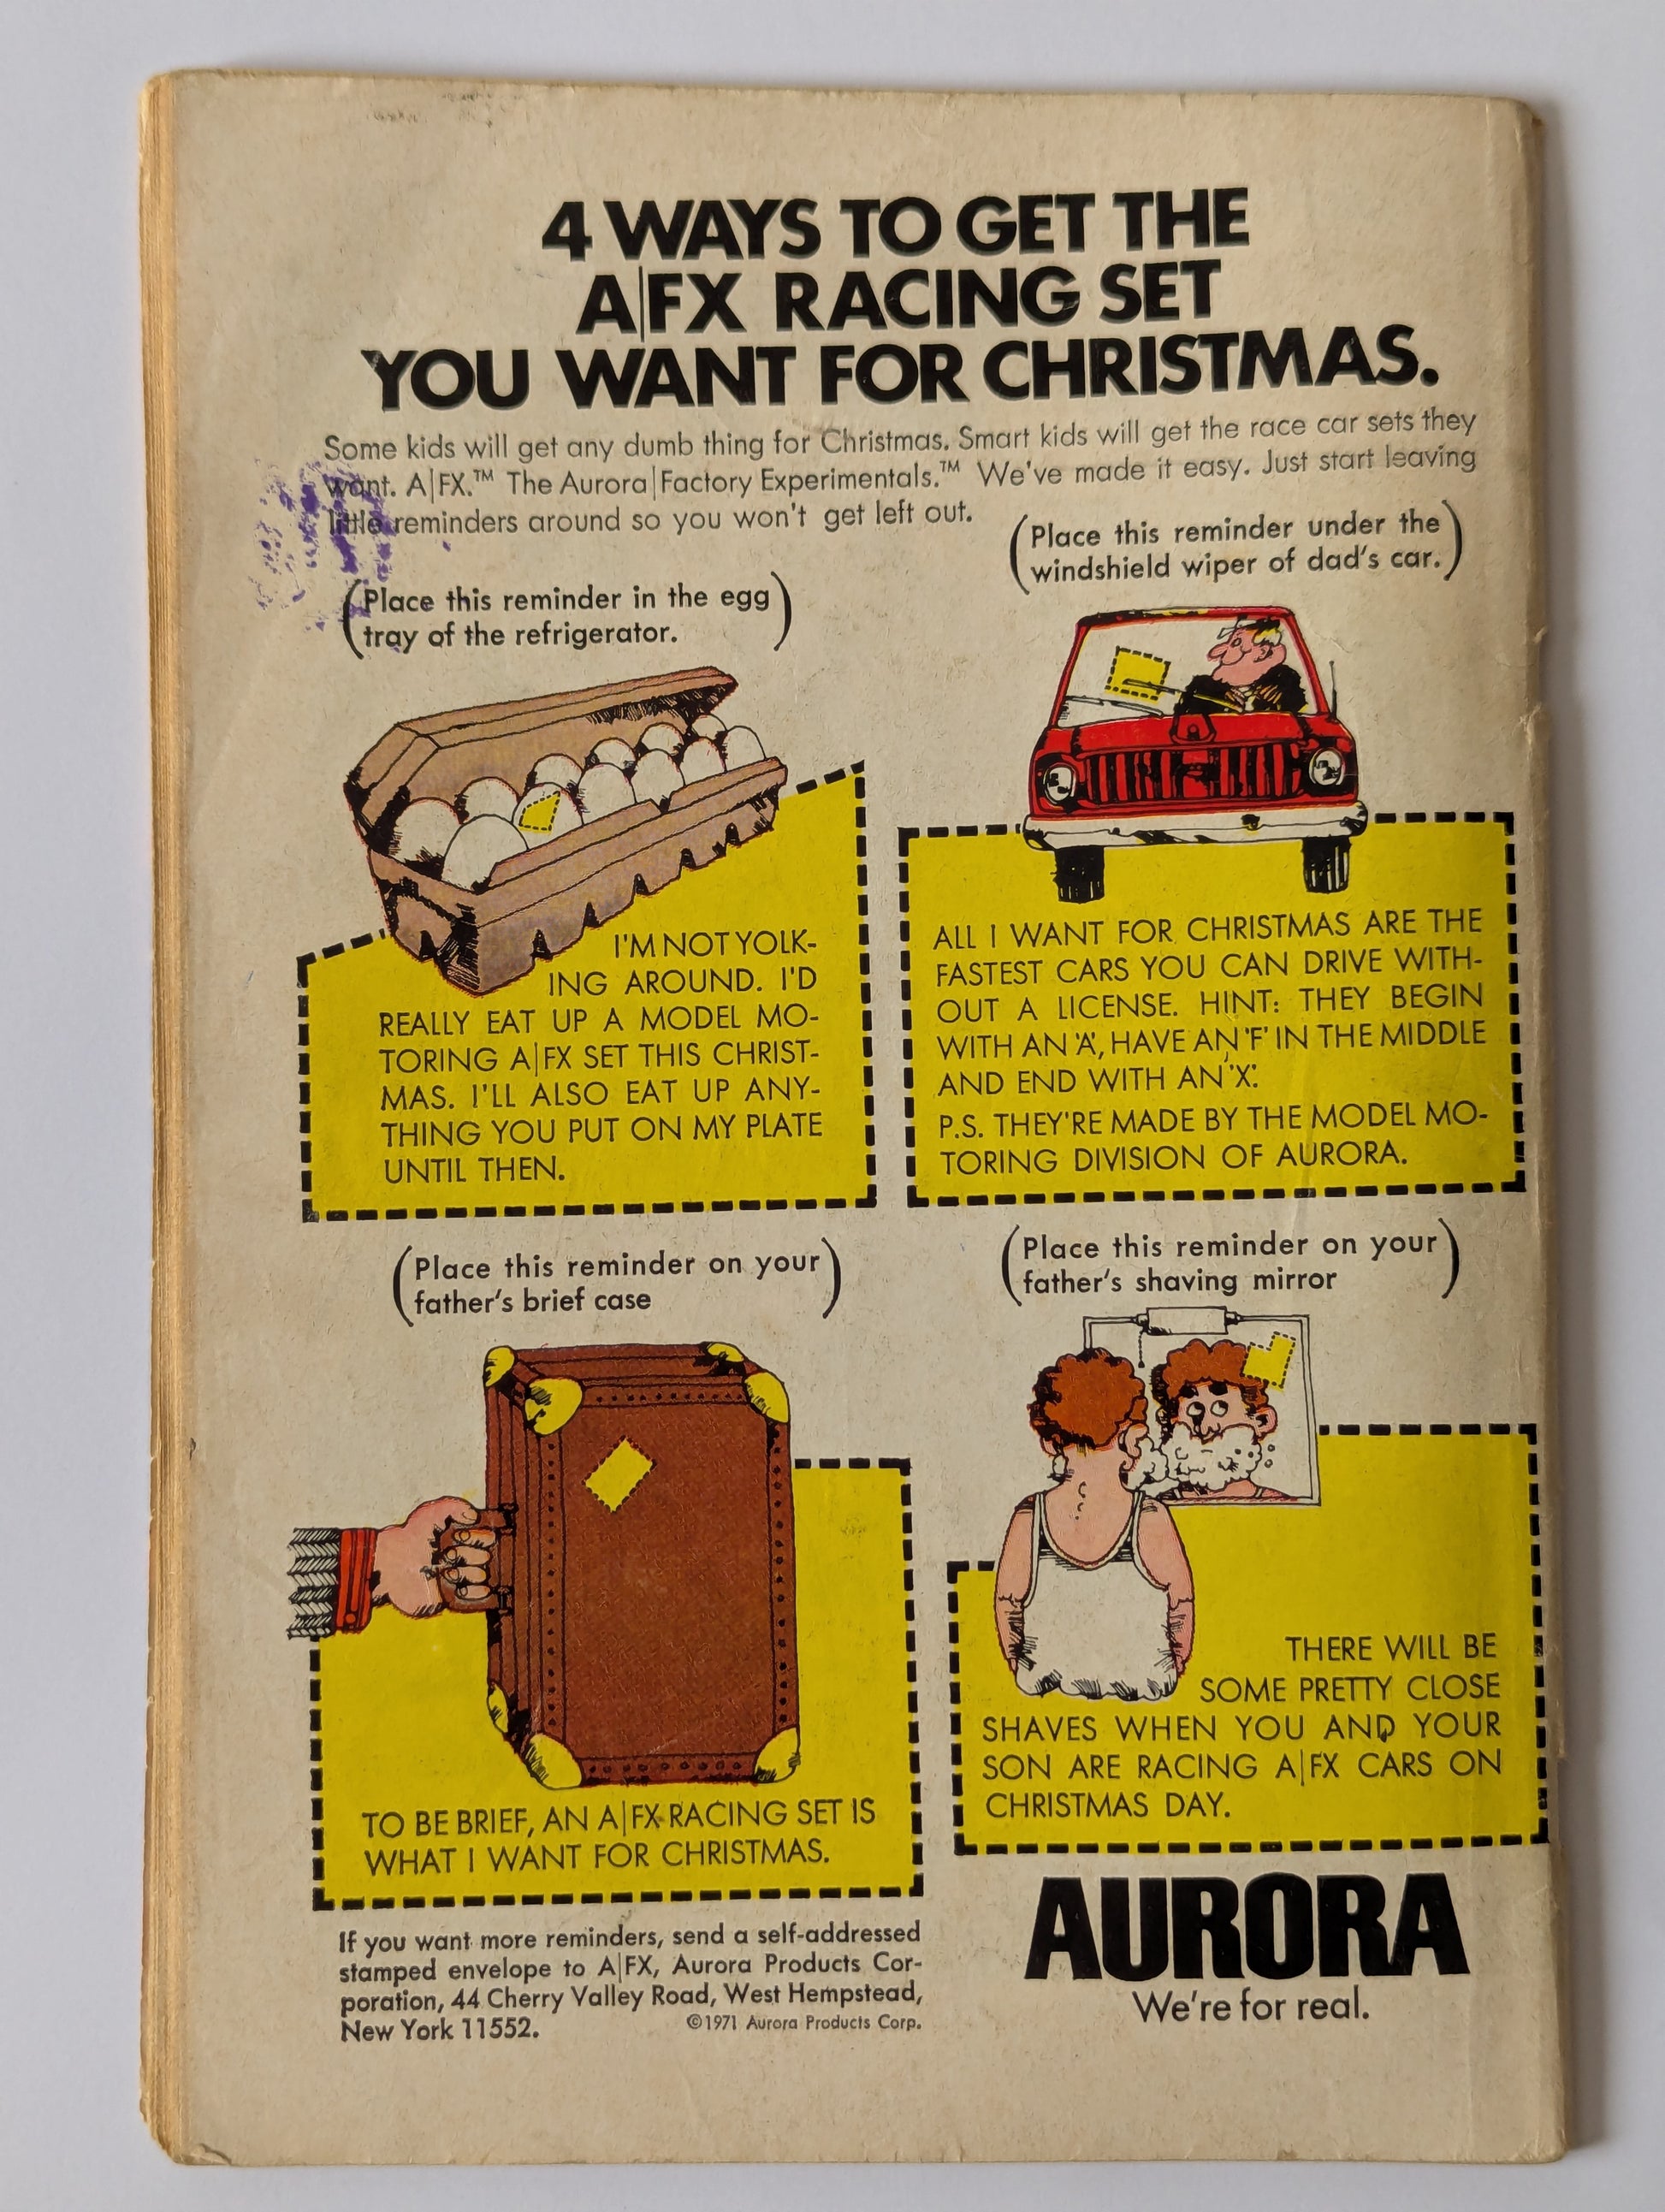 4 WAYS TO GET THE
A|FX RACING SET
YOU WANT FOR CHRISTMAS.
Some kids will get any dumb thing for Christmas. Smart kids will get the race car sets they
want. A|FX.™ The Aurora|Factory Experimentals.™ We've made it easy. Just start leaving
little reminders around so you won't get left out.
(Place this reminder in the egg
tray of the refrigerator.)
I'M NOT YOLK-
ING AROUND. I'D
REALLY EAT UP A MODEL MO-
TORING A|FX SET THIS CHRIST-
MAS. I'LL ALSO EAT UP ANY-
THING YOU PUT ON MY PLATE
UNTIL THEN.
(Place this reminder under the
windshield wiper of dad's car.)
ALL I WANT FOR CHRISTMAS ARE THE
FASTEST CARS YOU CAN DRIVE WITH-
OUT A LICENSE. HINT: THEY BEGIN
WITH AN 'A', HAVE AN 'F' IN THE MIDDLE
AND END WITH AN 'X'.
P.S. THEY'RE MADE BY THE MODEL MO-
TORING DIVISION OF AURORA.
(Place this reminder on your
father's brief case)
TO BE BRIEF, AN A|FX RACING SET IS
WHAT I WANT FOR CHRISTMAS.
(Place this reminder on your
father's shaving mirror)
THERE WILL BE
SOME PRETTY CLOSE
SHAVES WHEN YOU AND YOUR
SON ARE RACING A|FX CARS ON
CHRISTMAS DAY.
If you want more reminders, send a self-addressed
stamped envelope to A|FX, Aurora Products Cor-
poration, 44 Cherry Valley Road, West Hempstead,
New York 11552.
©1971 Aurora Products Corp.
AURORA
We're for real.